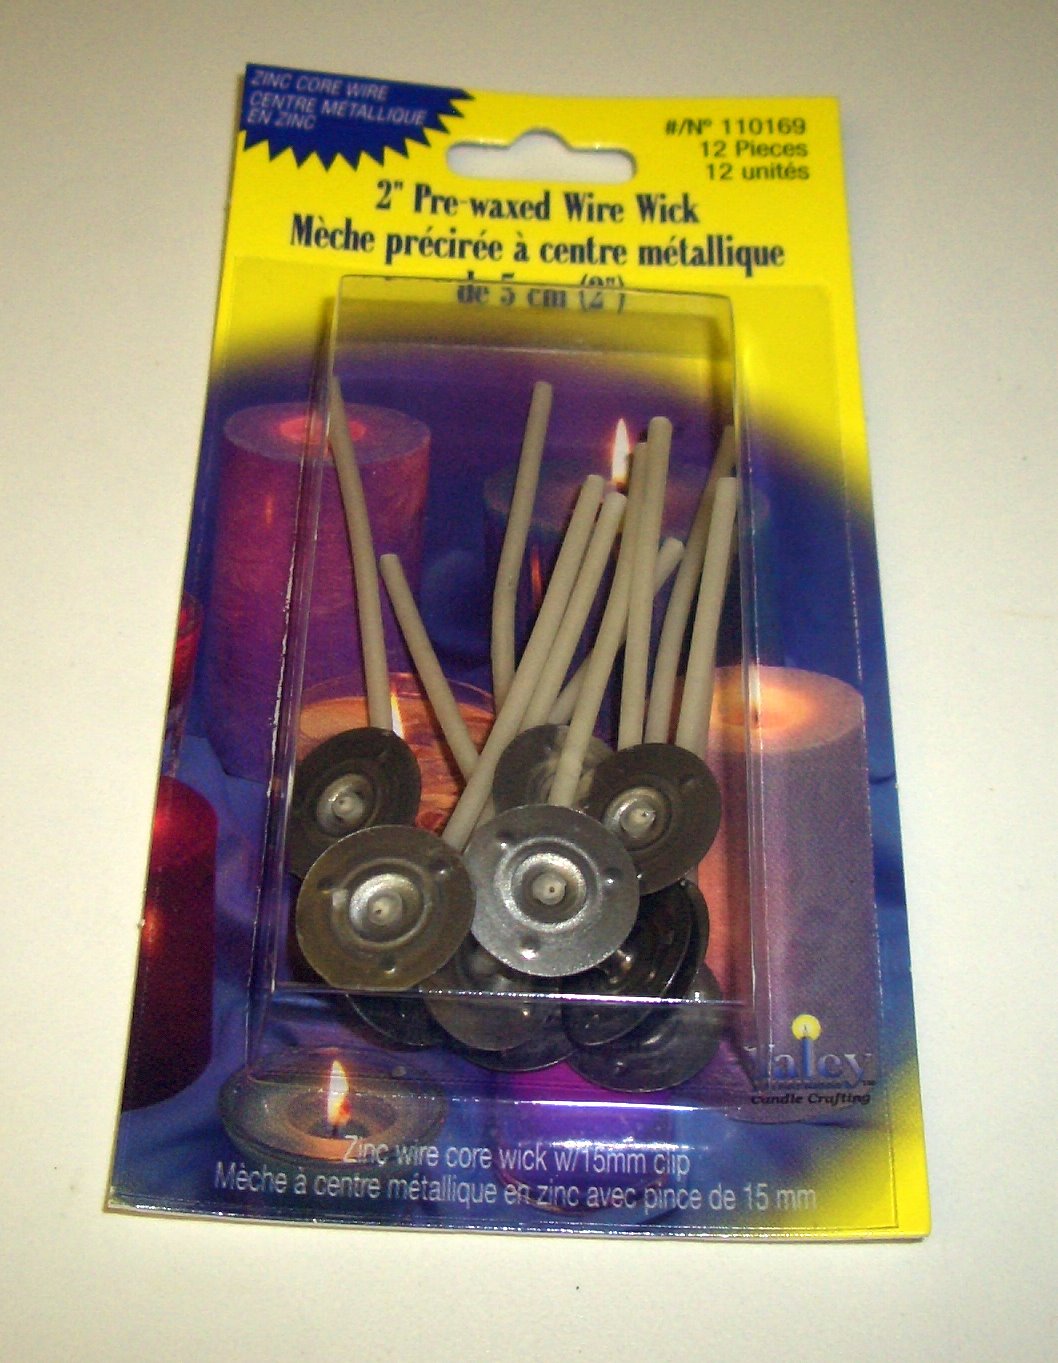 ZINC CORE WIRE
CENTRE MÉTALLIQUE
EN ZINC
#/Nº 110169
12 Pieces
12 unités
2" Pre-waxed Wire Wick
Mèche précirée à centre métallique
de 5 cm (2")
Valey
Candle Crafting
Zinc wire core wick w/15mm clip
Mèche à centre métallique en zinc avec pince de 15 mm